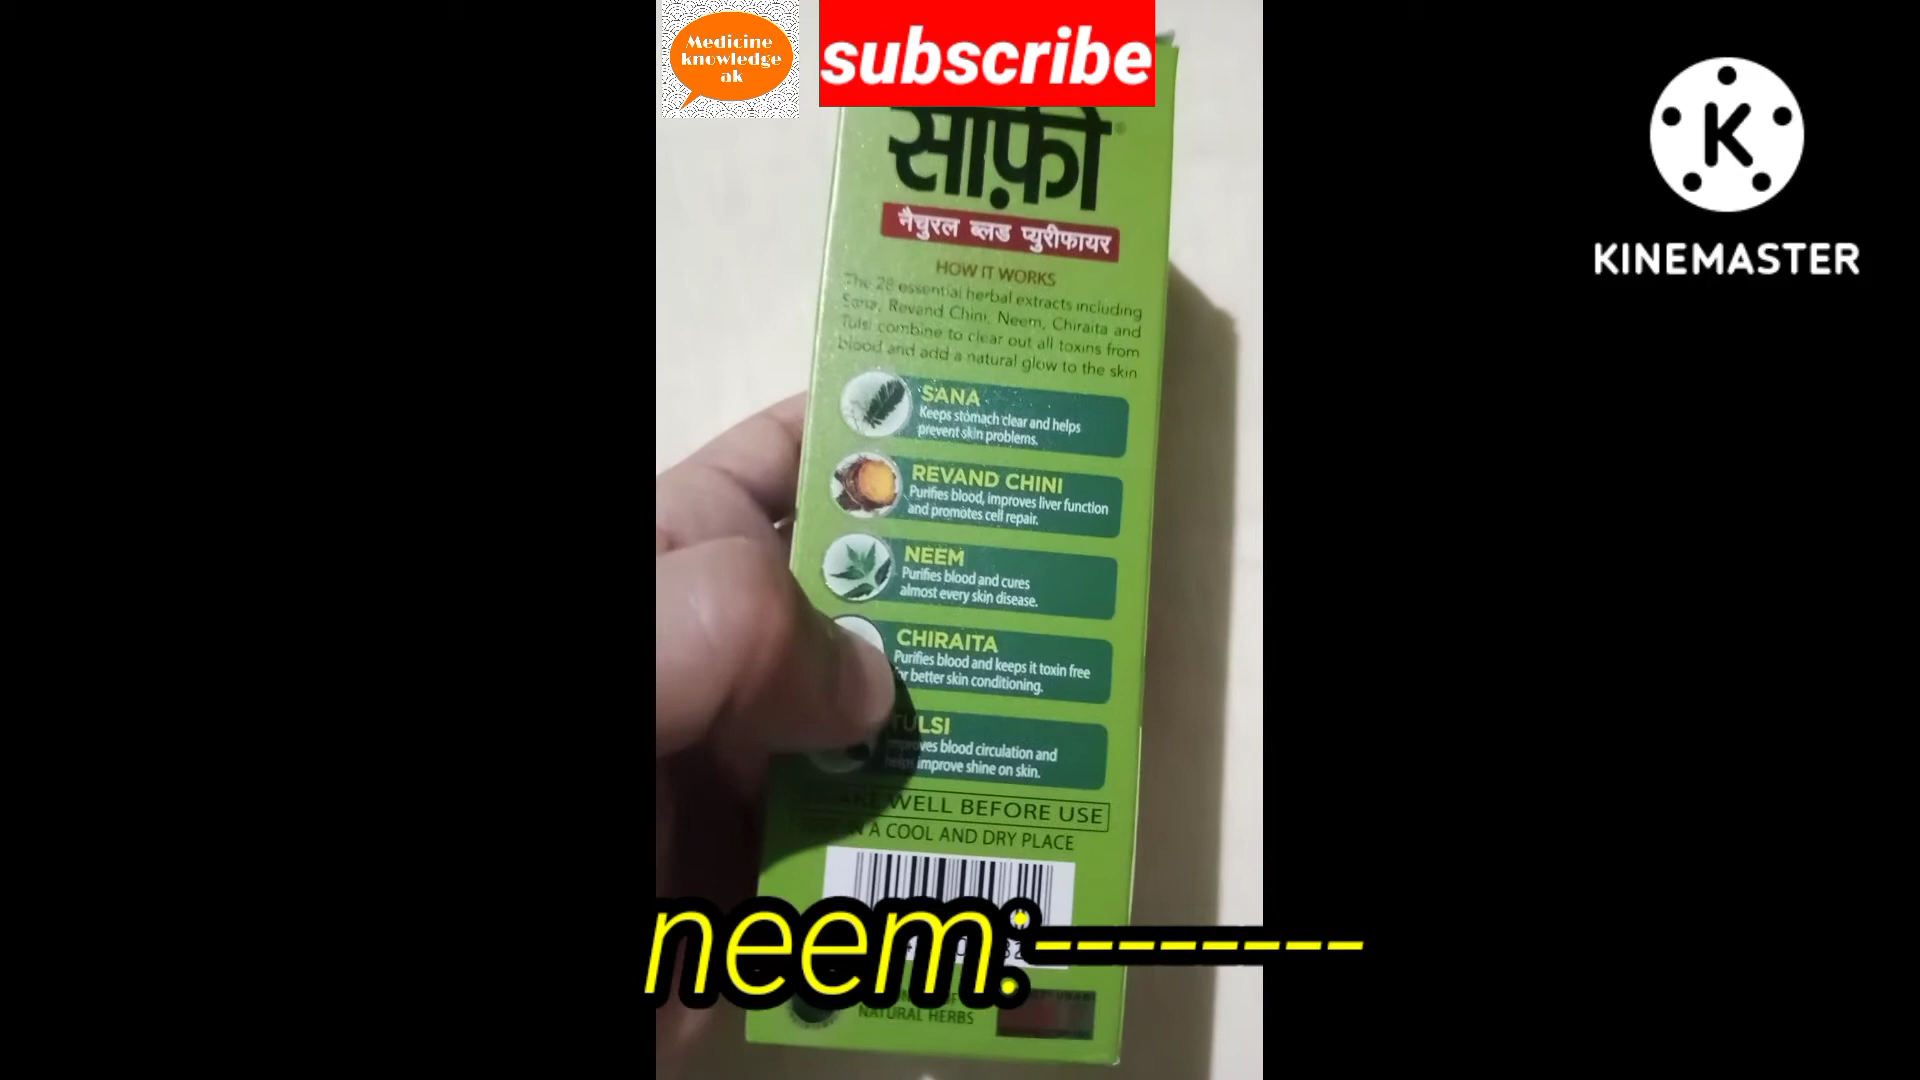 Medicine
knowledge
ak
subscribe
K
KINEMASTER
साफ़ी
नैचुरल ब्लड प्युरीफायर
HOW IT WORKS
The 28 essential herbal extracts including
Sana, Revand Chini, Neem, Chiraita and
Tulsi combine to clear out all toxins from
blood and add a natural glow to the skin
SANA
Keeps stomach clear and helps
prevent skin problems.
REVAND CHINI
Purifies blood, improves liver function
and promotes cell repair.
NEEM
Purifies blood and cures
almost every skin disease.
CHIRAITA
Purifies blood and keeps it toxin free
for better skin conditioning.
TULSI
Improves blood circulation and
helps improve shine on skin.
WELL BEFORE USE
A COOL AND DRY PLACE
neem:--------
NATURAL HERBS